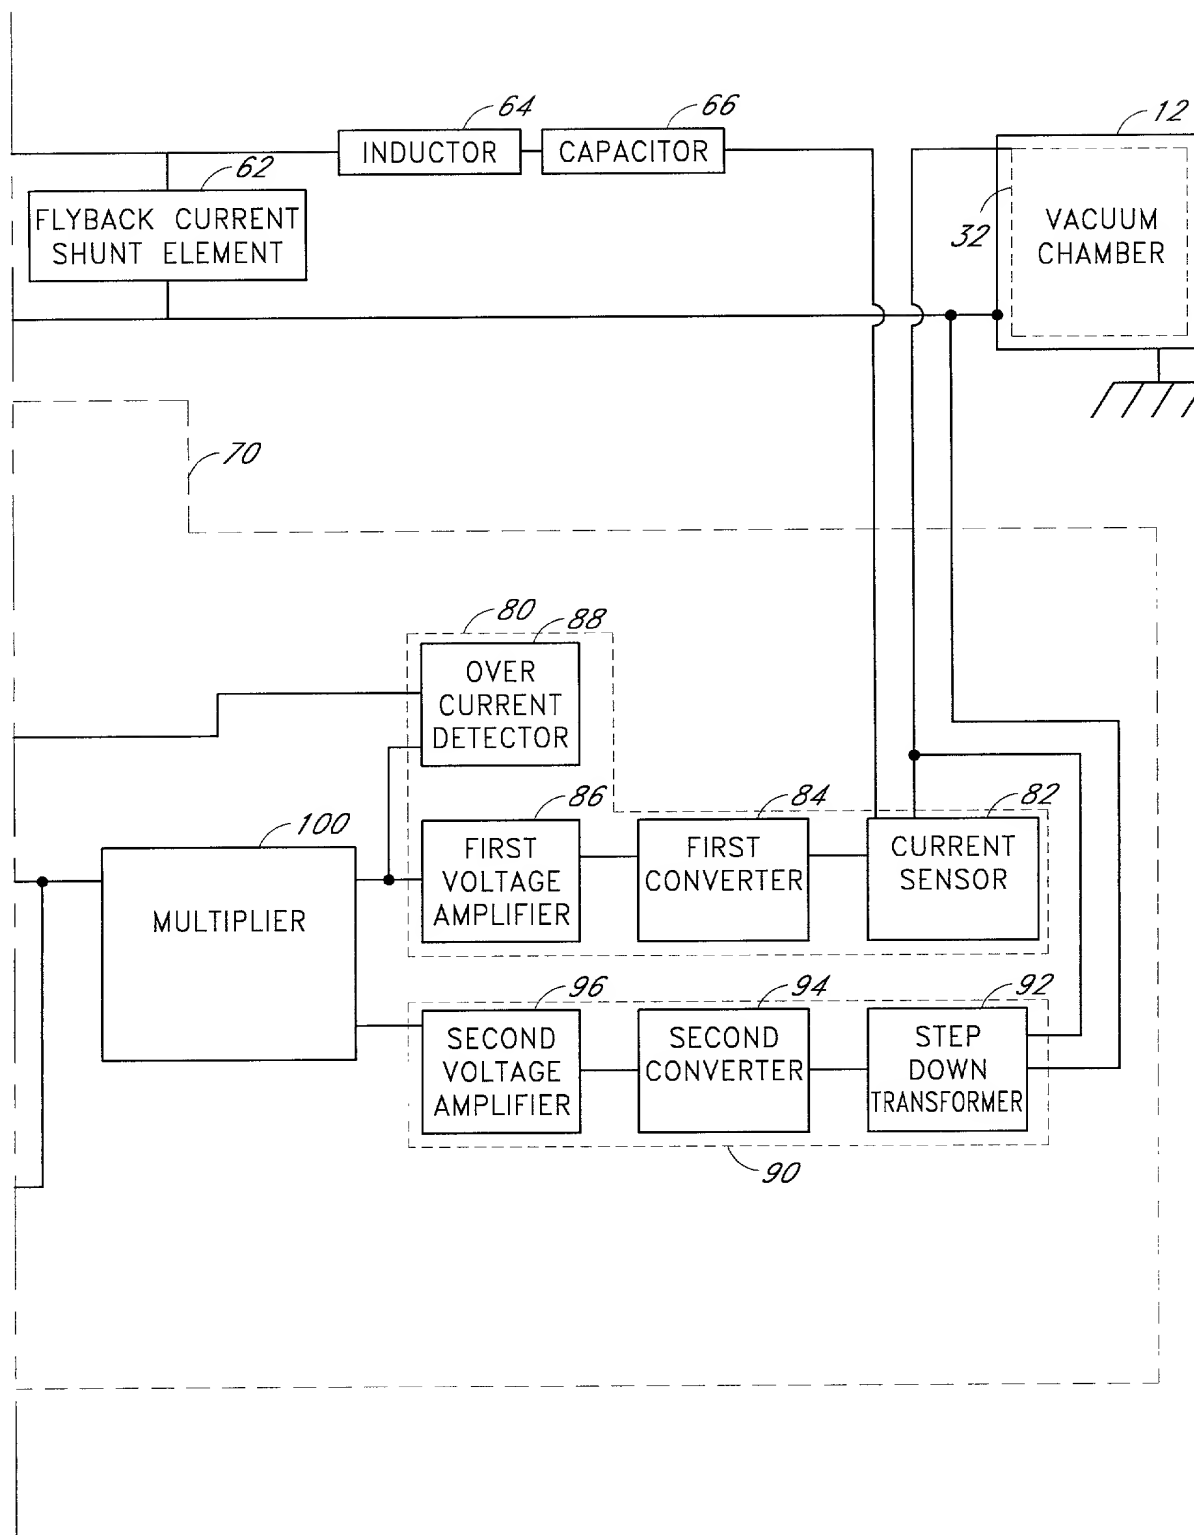 64
66
12
INDUCTOR
CAPACITOR
62
FLYBACK CURRENT
SHUNT ELEMENT
32
VACUUM
CHAMBER
70
80
88
OVER
CURRENT
DETECTOR
86
84
82
100
FIRST
VOLTAGE
AMPLIFIER
FIRST
CONVERTER
CURRENT
SENSOR
MULTIPLIER
96
94
92
SECOND
VOLTAGE
AMPLIFIER
SECOND
CONVERTER
STEP
DOWN
TRANSFORMER
90